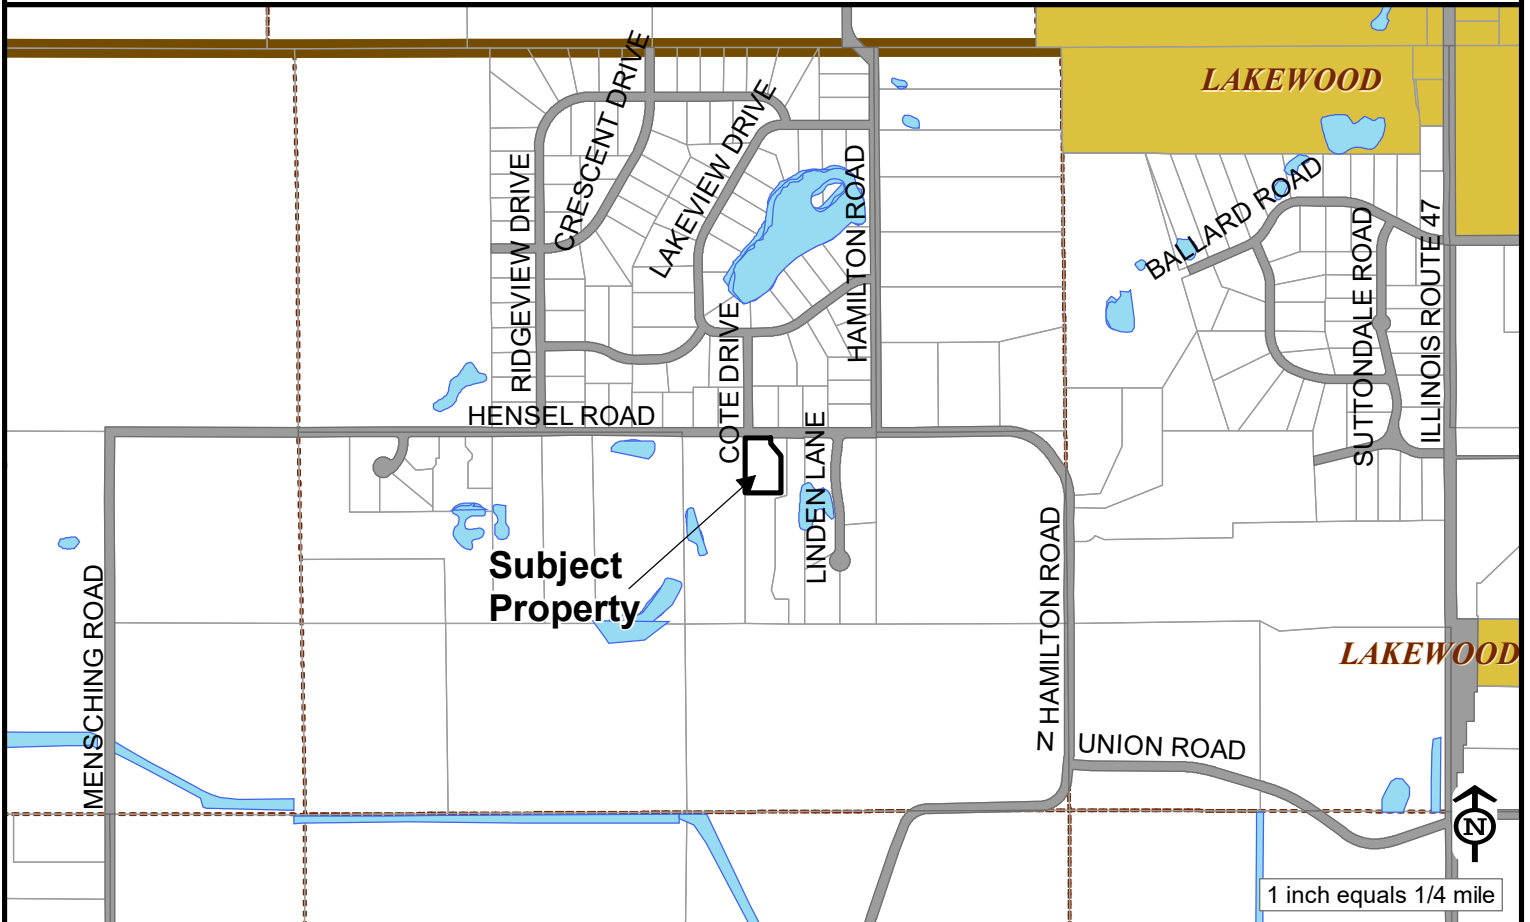 LAKEWOOD
CRESCENT DRIVE
LAKEVIEW DRIVE
RIDGEVIEW DRIVE
HAMILTON ROAD
BALLARD ROAD
SUTTONDALE ROAD
ILLINOIS ROUTE 47
COTE DRIVE
HENSEL ROAD
LINDEN LANE
Subject
Property
MENSCHING ROAD
N HAMILTON ROAD
LAKEWOOD
UNION ROAD
N
1 inch equals 1/4 mile